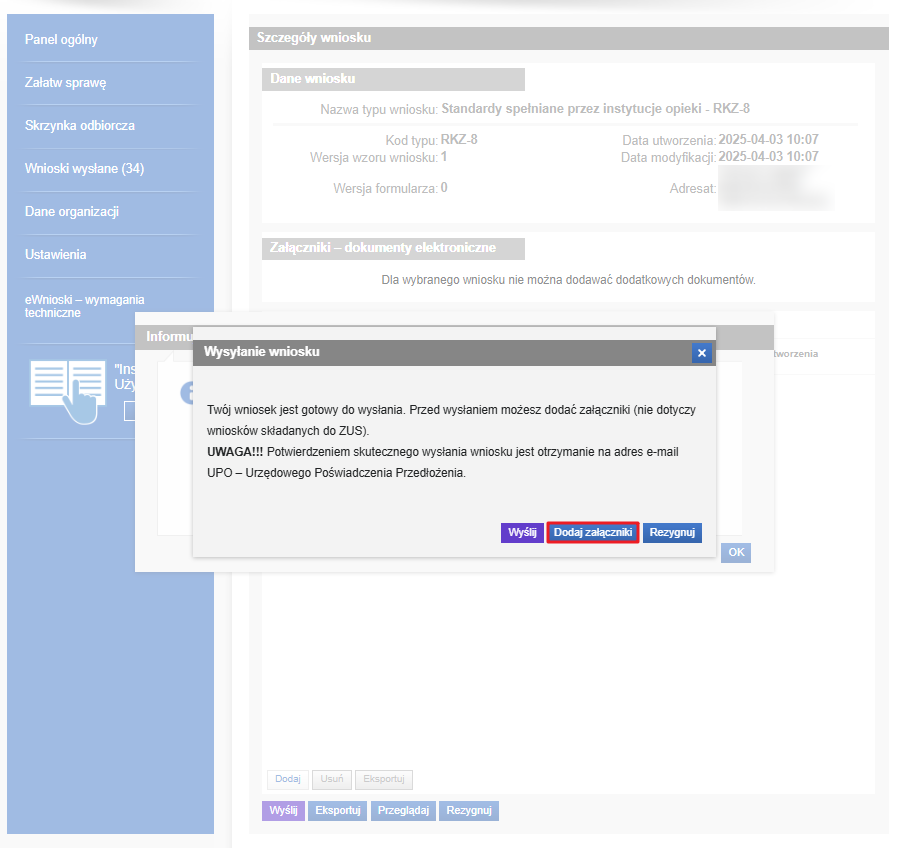 Panel ogólny
Załatw sprawę
Skrzynka odbiorcza
Wnioski wysłane (34)
Dane organizacji
Ustawienia
eWnioski – wymagania
techniczne
Szczegóły wniosku
Dane wniosku
Nazwa typu wniosku: Standardy spełniane przez instytucje opieki - RKZ-8
Kod typu: RKZ-8
Data utworzenia: 2025-04-03 10:07
Wersja wzoru wniosku: 1
Data modyfikacji: 2025-04-03 10:07
Wersja formularza: 0
Adresat:
Załączniki – dokumenty elektroniczne
Dla wybranego wniosku nie można dodawać dodatkowych dokumentów.
Wysyłanie wniosku
x
Twój wniosek jest gotowy do wysłania. Przed wysłaniem możesz dodać załączniki (nie dotyczy
wniosków składanych do ZUS).
UWAGA!!! Potwierdzeniem skutecznego wysłania wniosku jest otrzymanie na adres e-mail
UPO – Urzędowego Poświadczenia Przedłożenia.
Wyślij Dodaj załączniki Rezygnuj
OK
Dodaj Usuń Eksportuj
Wyślij Eksportuj Przeglądaj Rezygnuj